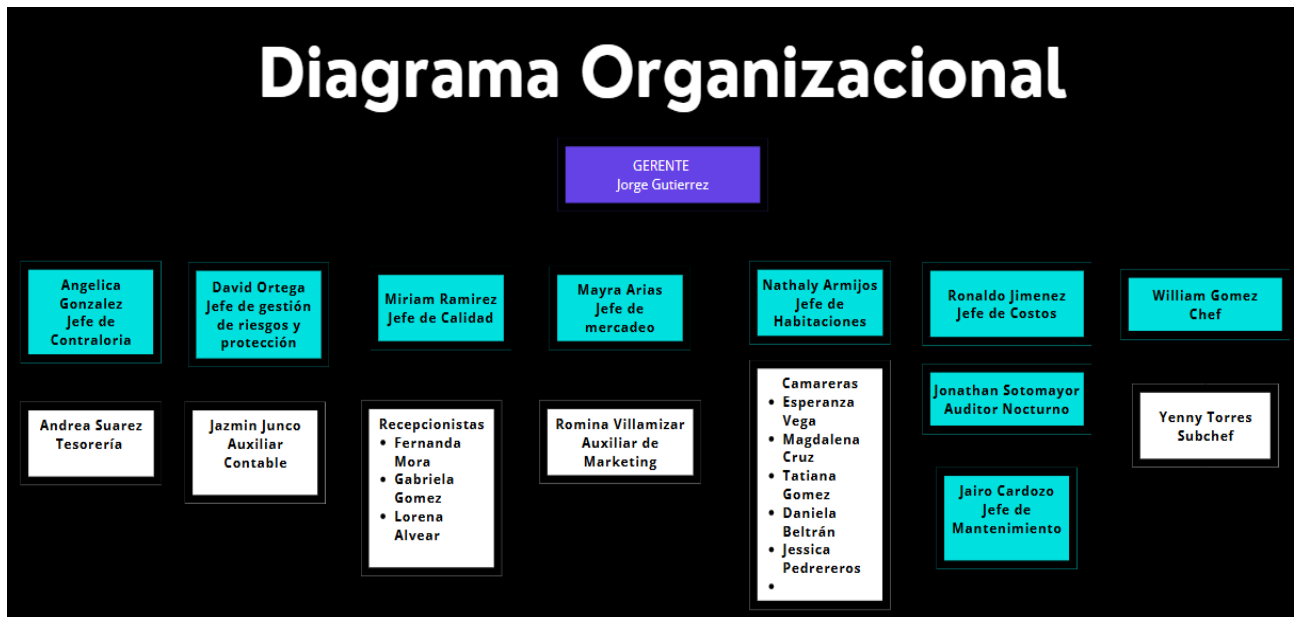 Diagrama Organizacional
GERENTE
Jorge Gutierrez
Angelica
Gonzalez
Jefe de
Contraloria
David Ortega
Jefe de gestión
de riesgos y
protección
Miriam Ramirez
Jefe de Calidad
Mayra Arias
Jefe de
mercadeo
Nathaly Armijos
Jefe de
Habitaciones
Ronaldo Jimenez
Jefe de Costos
William Gomez
Chef
Andrea Suarez
Tesorería
Jazmin Junco
Auxiliar
Contable
Recepcionistas
• Fernanda
Mora
• Gabriela
Gomez
• Lorena
Alvear
Romina Villamizar
Auxiliar de
Marketing
Camareras
• Esperanza
Vega
• Magdalena
Cruz
• Tatiana
Gomez
• Daniela
Beltrán
• Jessica
Pedrereros
•
Jonathan Sotomayor
Auditor Nocturno
Jairo Cardozo
Jefe de
Mantenimiento
Yenny Torres
Subchef